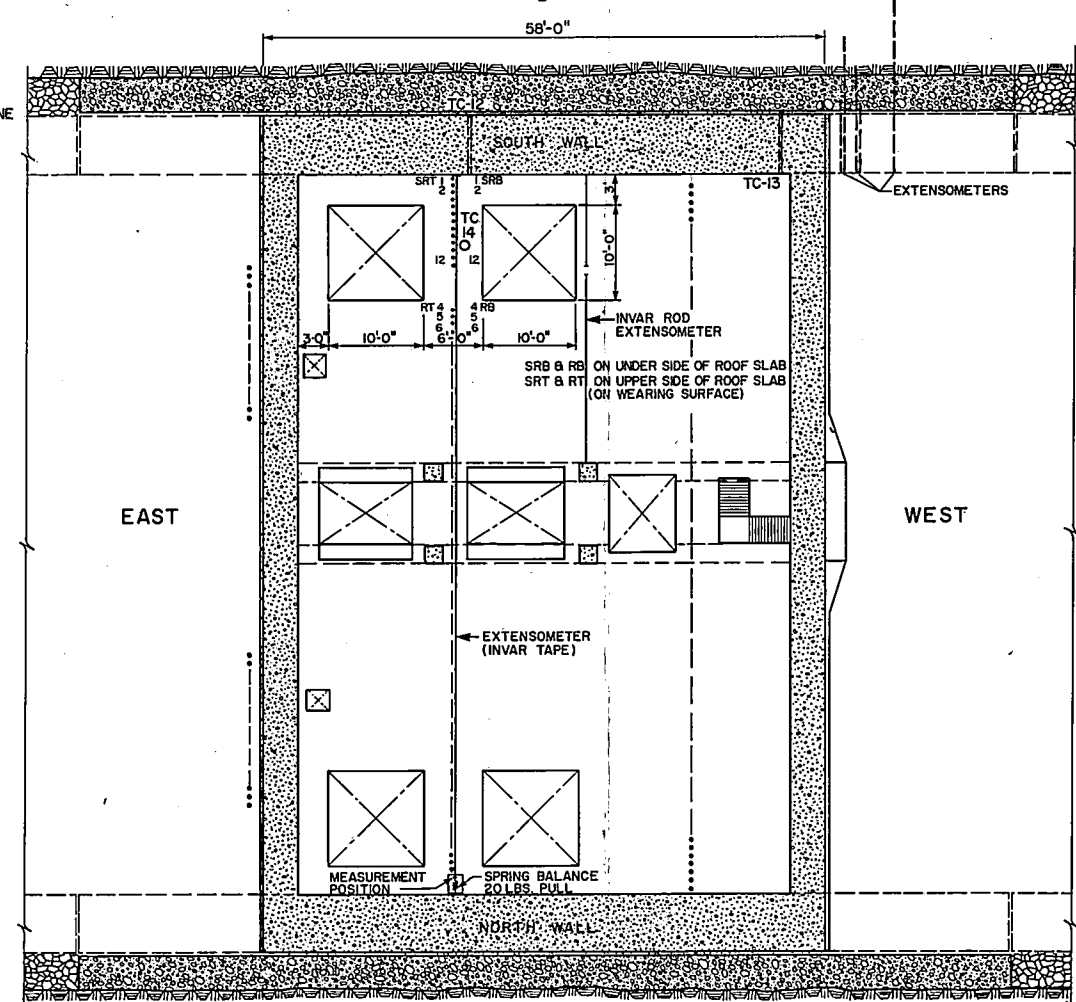 58'-0"
NE
TC-12
SOUTH WALL
SRT 1 1 SRB
2 2
TC-13
3'
EXTENSOMETERS
TC
14
12 12
10'-0"
RT 4 4 RB
5 5
6 6
INVAR ROD
EXTENSOMETER
3'-0" 10'-0" 6'-0" 10'-0"
SRB & RB ON UNDER SIDE OF ROOF SLAB
SRT & RT ON UPPER SIDE OF ROOF SLAB
(ON WEARING SURFACE)
EAST
WEST
EXTENSOMETER
(INVAR TAPE)
MEASUREMENT
POSITION
SPRING BALANCE
20 LBS. PULL
NORTH WALL